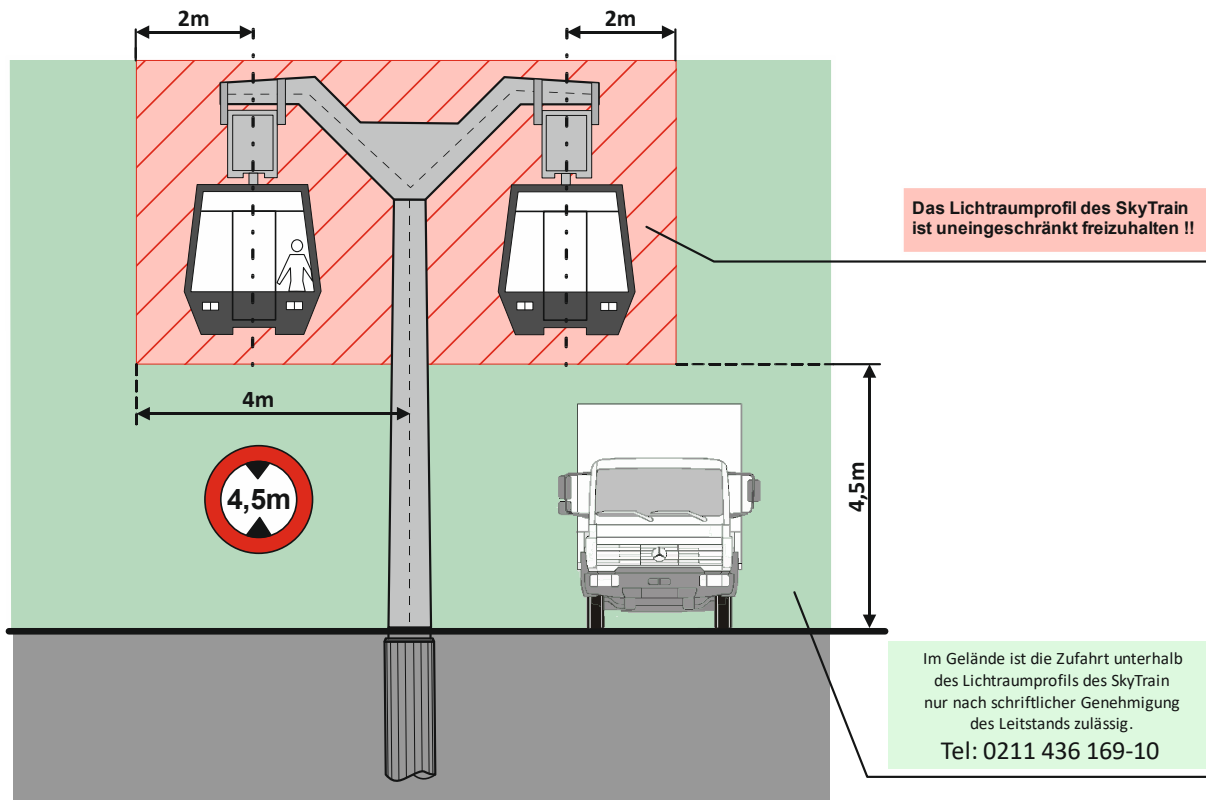 2m
2m
Das Lichtraumprofil des SkyTrain
ist uneingeschränkt freizuhalten !!
4m
4,5m
4,5m
Im Gelände ist die Zufahrt unterhalb
des Lichtraumprofils des SkyTrain
nur nach schriftlicher Genehmigung
des Leitstands zulässig.
Tel: 0211 436 169-10